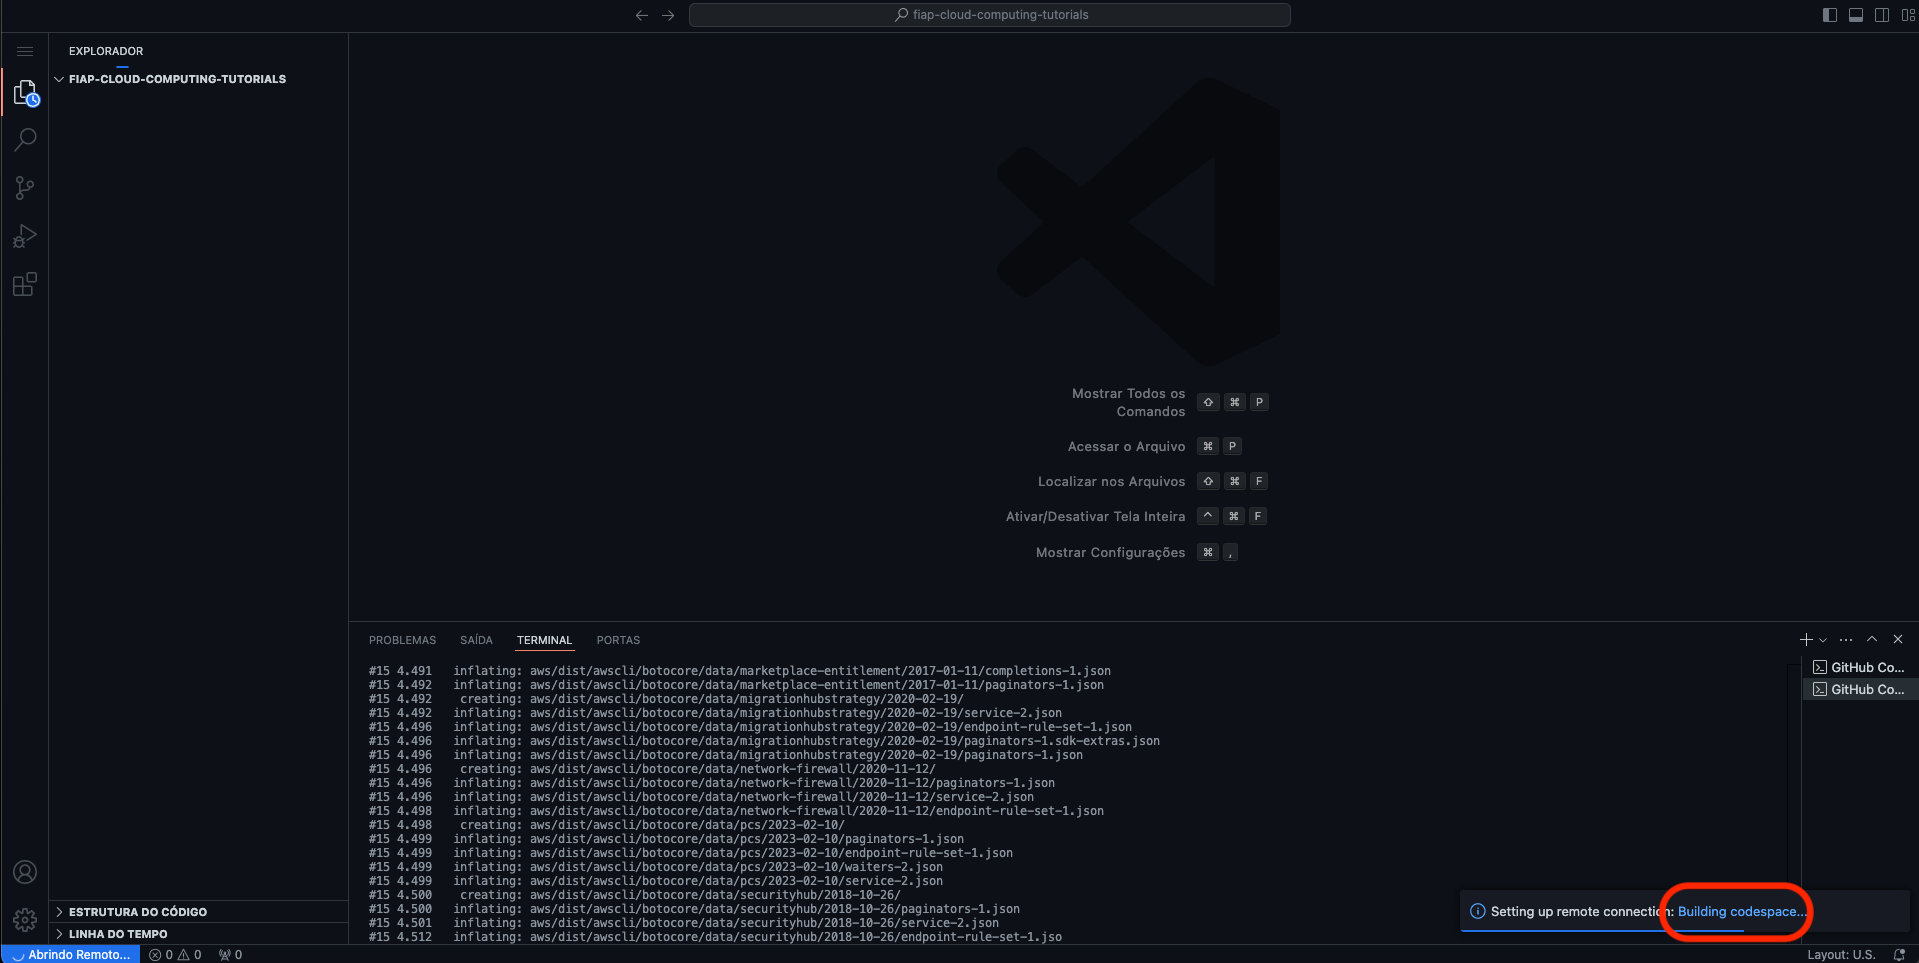 fiap-cloud-computing-tutorials
EXPLORADOR
FIAP-CLOUD-COMPUTING-TUTORIALS
Mostrar Todos os
Comandos
⌘ P
Acessar o Arquivo ⌘ P
Localizar nos Arquivos ⌘ F
Ativar/Desativar Tela Inteira ^ ⌘ F
Mostrar Configurações ⌘ ,
PROBLEMAS SAÍDA TERMINAL PORTAS
#15 4.491 inflating: aws/dist/awscli/botocore/data/marketplace-entitlement/2017-01-11/completions-1.json
#15 4.492 inflating: aws/dist/awscli/botocore/data/marketplace-entitlement/2017-01-11/paginators-1.json
#15 4.492 creating: aws/dist/awscli/botocore/data/migrationhubstrategy/2020-02-19/
#15 4.492 inflating: aws/dist/awscli/botocore/data/migrationhubstrategy/2020-02-19/service-2.json
#15 4.496 inflating: aws/dist/awscli/botocore/data/migrationhubstrategy/2020-02-19/endpoint-rule-set-1.json
#15 4.496 inflating: aws/dist/awscli/botocore/data/migrationhubstrategy/2020-02-19/paginators-1.sdk-extras.json
#15 4.496 inflating: aws/dist/awscli/botocore/data/migrationhubstrategy/2020-02-19/paginators-1.json
#15 4.496 creating: aws/dist/awscli/botocore/data/network-firewall/2020-11-12/
#15 4.496 inflating: aws/dist/awscli/botocore/data/network-firewall/2020-11-12/paginators-1.json
#15 4.496 inflating: aws/dist/awscli/botocore/data/network-firewall/2020-11-12/service-2.json
#15 4.498 inflating: aws/dist/awscli/botocore/data/network-firewall/2020-11-12/endpoint-rule-set-1.json
#15 4.498 creating: aws/dist/awscli/botocore/data/pcs/2023-02-10/
#15 4.499 inflating: aws/dist/awscli/botocore/data/pcs/2023-02-10/paginators-1.json
#15 4.499 inflating: aws/dist/awscli/botocore/data/pcs/2023-02-10/endpoint-rule-set-1.json
#15 4.499 inflating: aws/dist/awscli/botocore/data/pcs/2023-02-10/waiters-2.json
#15 4.499 inflating: aws/dist/awscli/botocore/data/pcs/2023-02-10/service-2.json
#15 4.500 creating: aws/dist/awscli/botocore/data/securityhub/2018-10-26/
#15 4.500 inflating: aws/dist/awscli/botocore/data/securityhub/2018-10-26/paginators-1.json
#15 4.501 inflating: aws/dist/awscli/botocore/data/securityhub/2018-10-26/service-2.json
#15 4.512 inflating: aws/dist/awscli/botocore/data/securityhub/2018-10-26/endpoint-rule-set-1.jso
GitHub Co...
GitHub Co...
Setting up remote connection: Building codespace...
ESTRUTURA DO CÓDIGO
LINHA DO TEMPO
Abrindo Remoto... 0 0 0 Layout: U.S.